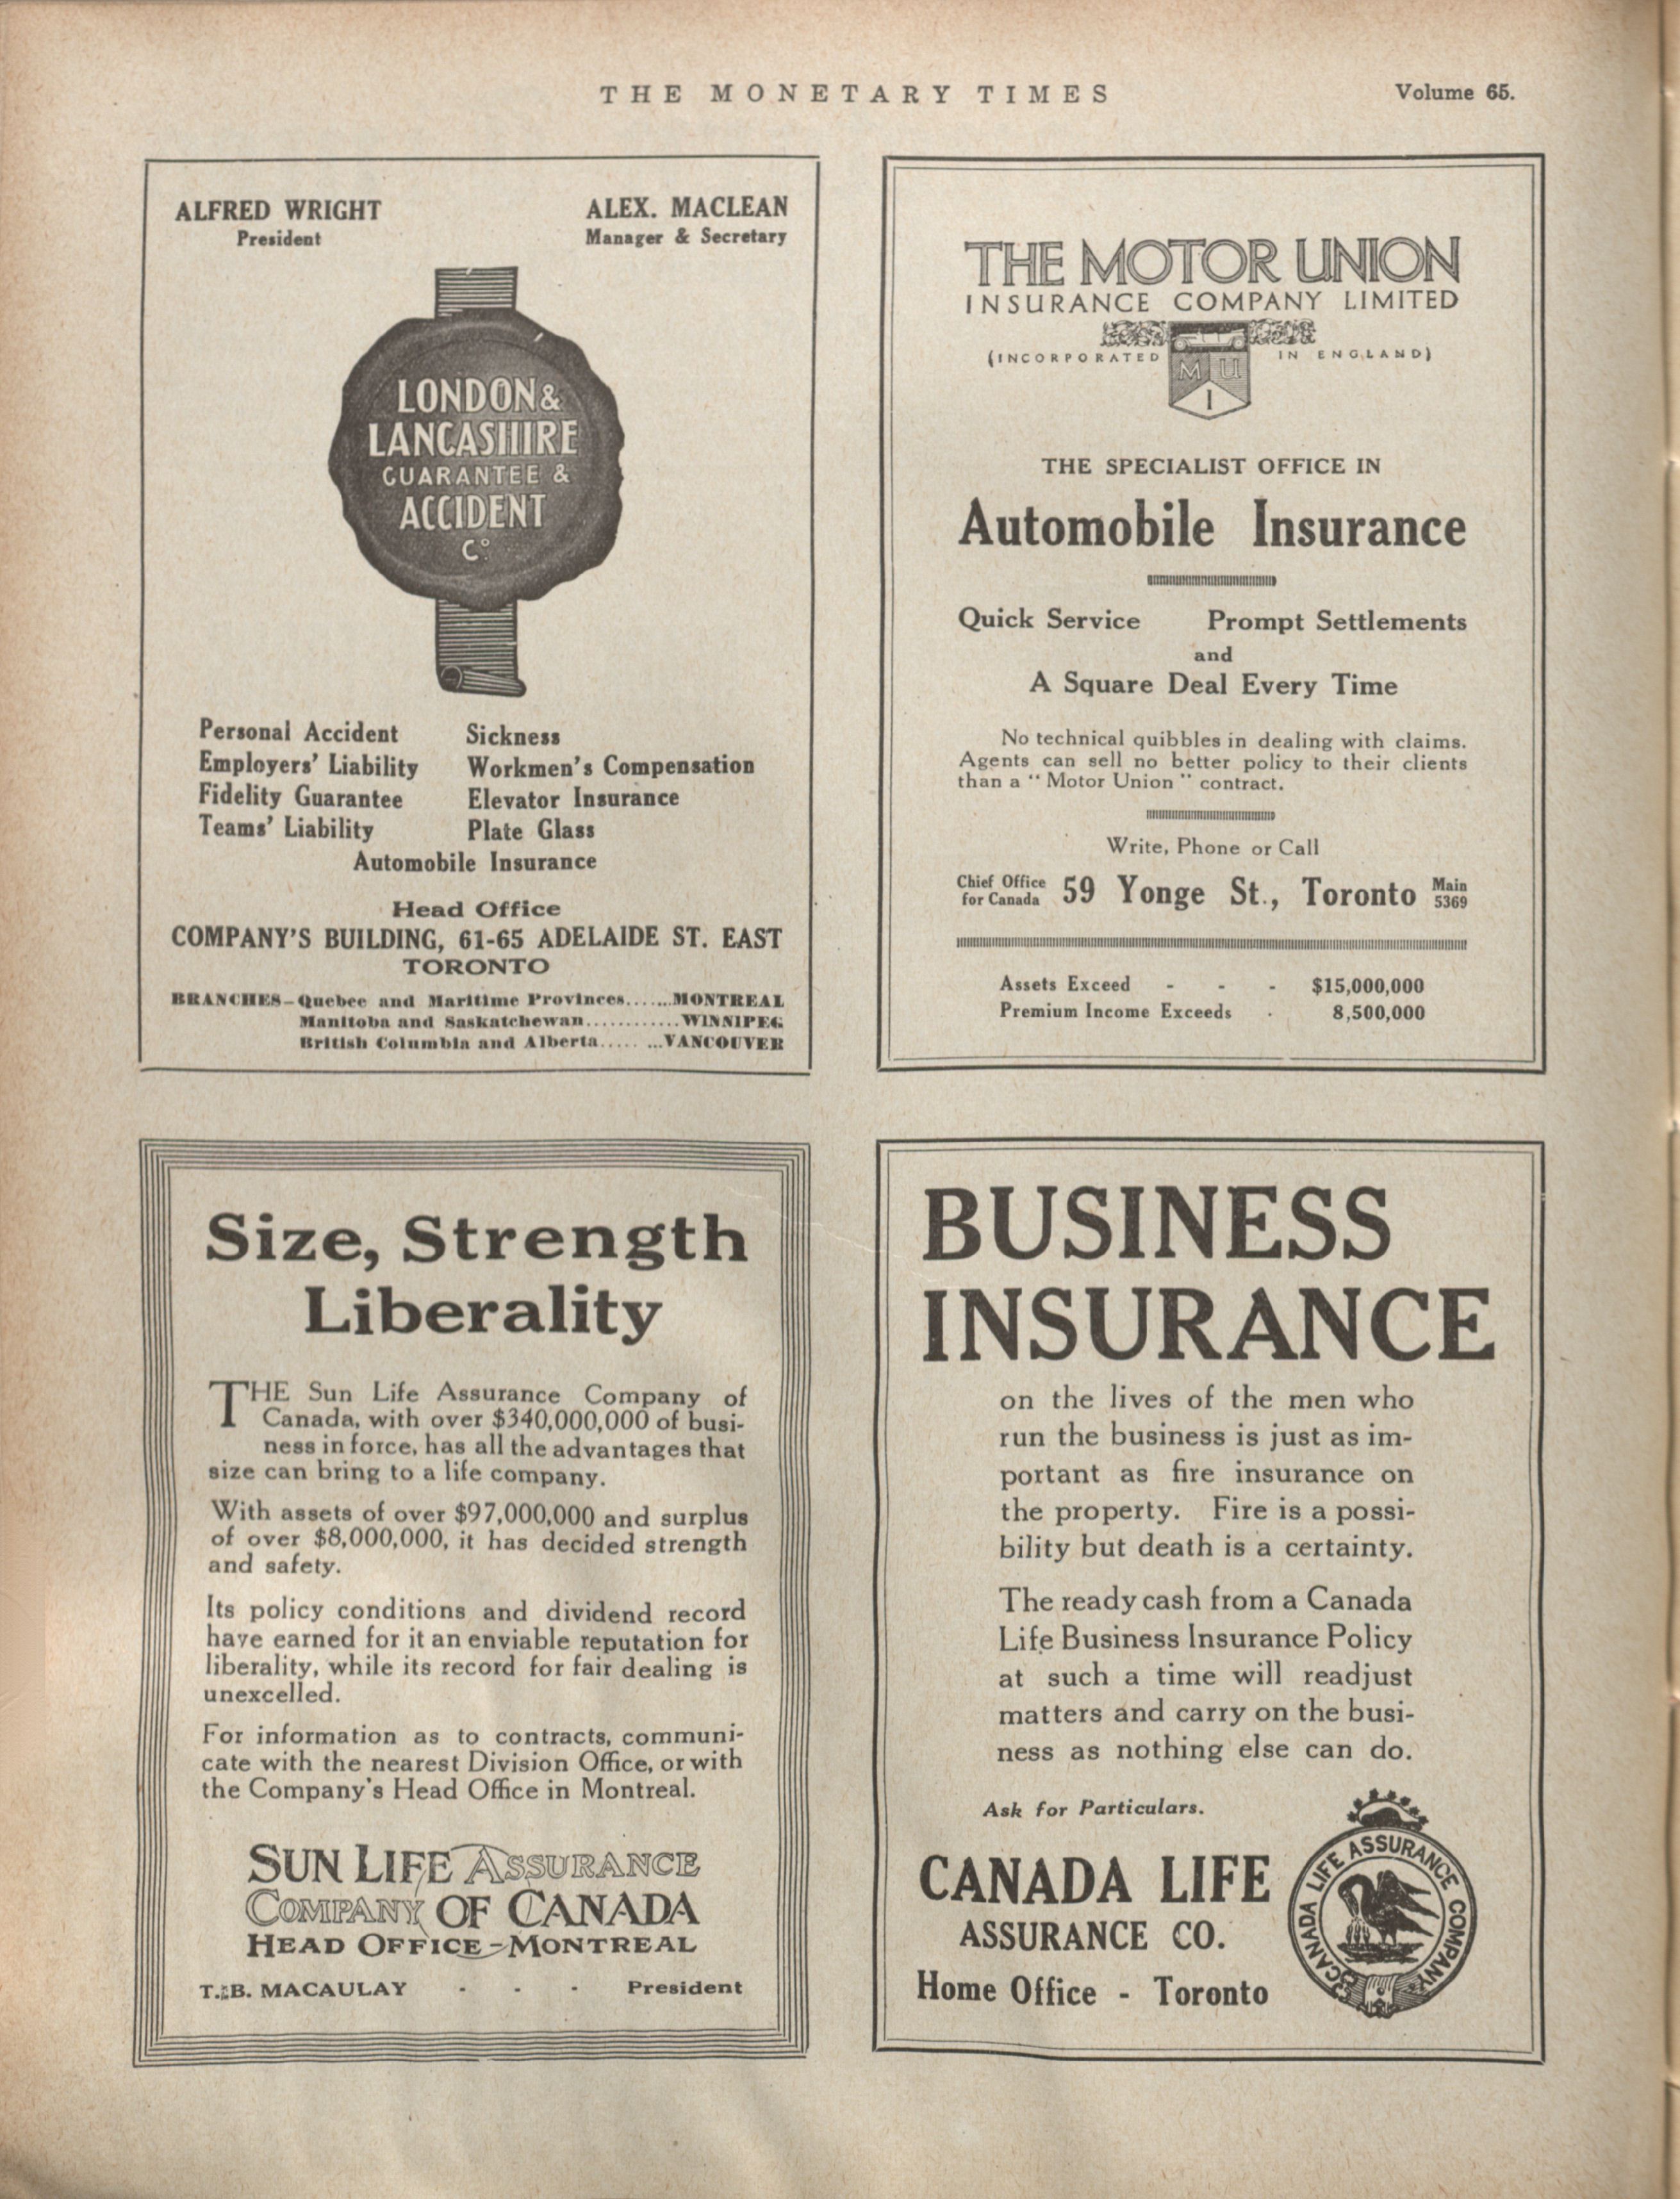 THE MONETARY TIMES
Volume 65.
ALFRED WRIGHT
President
ALEX. MACLEAN
Manager & Secretary
LONDON &
LANCASHIRE
GUARANTEE &
ACCIDENT
Co
Personal Accident Sickness
Employers' Liability Workmen's Compensation
Fidelity Guarantee Elevator Insurance
Teams' Liability Plate Glass
Automobile Insurance
Head Office
COMPANY'S BUILDING, 61-65 ADELAIDE ST. EAST
TORONTO
BRANCHES—Quebec and Maritime Provinces.......MONTREAL
Manitoba and Saskatchewan............WINNIPEG
British Columbia and Alberta..... ...VANCOUVER
THE MOTOR UNION
INSURANCE COMPANY LIMITED
(INCORPORATED IN ENGLAND)
M U
I
THE SPECIALIST OFFICE IN
Automobile Insurance
Quick Service Prompt Settlements
and
A Square Deal Every Time
No technical quibbles in dealing with claims.
Agents can sell no better policy to their clients
than a "Motor Union" contract.
Write, Phone or Call
Chief Office
for Canada 59 Yonge St., Toronto Main
5369
Assets Exceed - - - $15,000,000
Premium Income Exceeds - 8,500,000
Size, Strength
Liberality
THE Sun Life Assurance Company of
Canada, with over $340,000,000 of busi-
ness in force, has all the advantages that
size can bring to a life company.
With assets of over $97,000,000 and surplus
of over $8,000,000, it has decided strength
and safety.
Its policy conditions and dividend record
have earned for it an enviable reputation for
liberality, while its record for fair dealing is
unexcelled.
For information as to contracts, communi-
cate with the nearest Division Office, or with
the Company's Head Office in Montreal.
SUN LIFE ASSURANCE
COMPANY OF CANADA
HEAD OFFICE-MONTREAL
T. B. MACAULAY - - - President
BUSINESS
INSURANCE
on the lives of the men who
run the business is just as im-
portant as fire insurance on
the property. Fire is a possi-
bility but death is a certainty.
The ready cash from a Canada
Life Business Insurance Policy
at such a time will readjust
matters and carry on the busi-
ness as nothing else can do.
Ask for Particulars.
CANADA LIFE
ASSURANCE CO.
Home Office - Toronto
CANADA LIFE ASSURANCE COMPANY